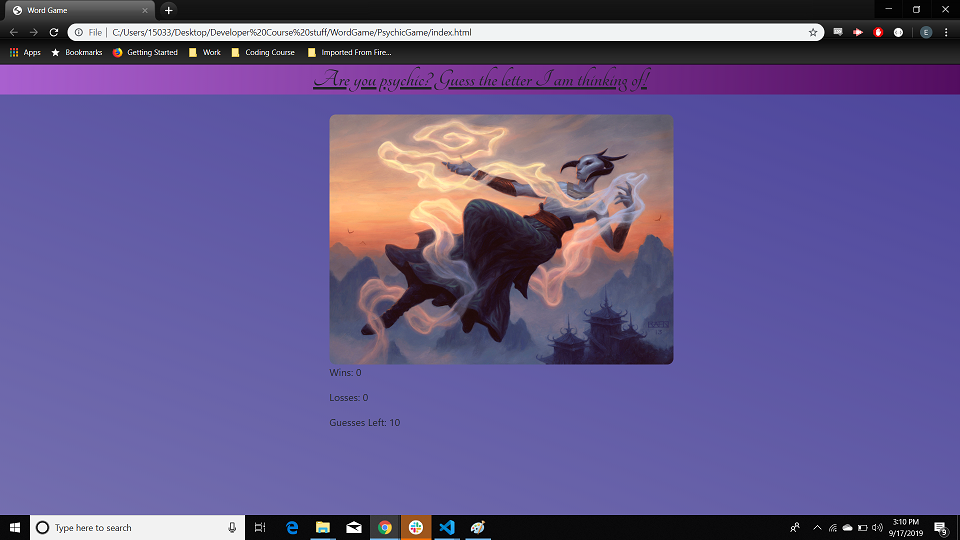 Word Game
File | C:/Users/15033/Desktop/Developer%20Course%20stuff/WordGame/PsychicGame/index.html
E
Apps Bookmarks Getting Started Work Coding Course Imported From Fire...
Are you psychic? Guess the letter I am thinking of!
Wins: 0
Losses: 0
Guesses Left: 10
Type here to search
3:10 PM
9/17/2019
9